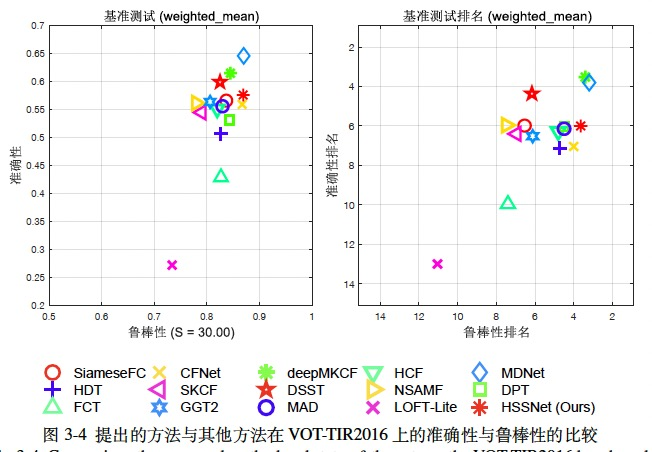 基准测试 (weighted_mean)
基准测试排名 (weighted_mean)
0.7
0.65
0.6
0.55
0.5
0.45
0.4
0.35
0.3
0.25
0.2
准确性
0.5 0.6 0.7 0.8 0.9 1
鲁棒性 (S = 30.00)
2
4
6
8
10
12
14
准确性排名
14 12 10 8 6 4 2
鲁棒性排名
SiameseFC CFNet deepMKCF HCF MDNet
HDT SKCF DSST NSAMF DPT
FCT GGT2 MAD LOFT-Lite HSSNet (Ours)
图 3-4 提出的方法与其他方法在 VOT-TIR2016 上的准确性与鲁棒性的比较